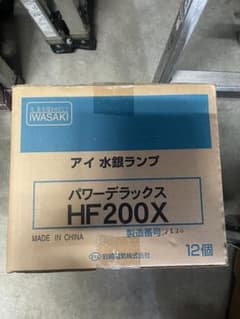 IWASAKI
アイ 水銀ランプ
パワーデラックス
HF200X
MADE IN CHINA
製造番号
12個
岩崎電気株式会社